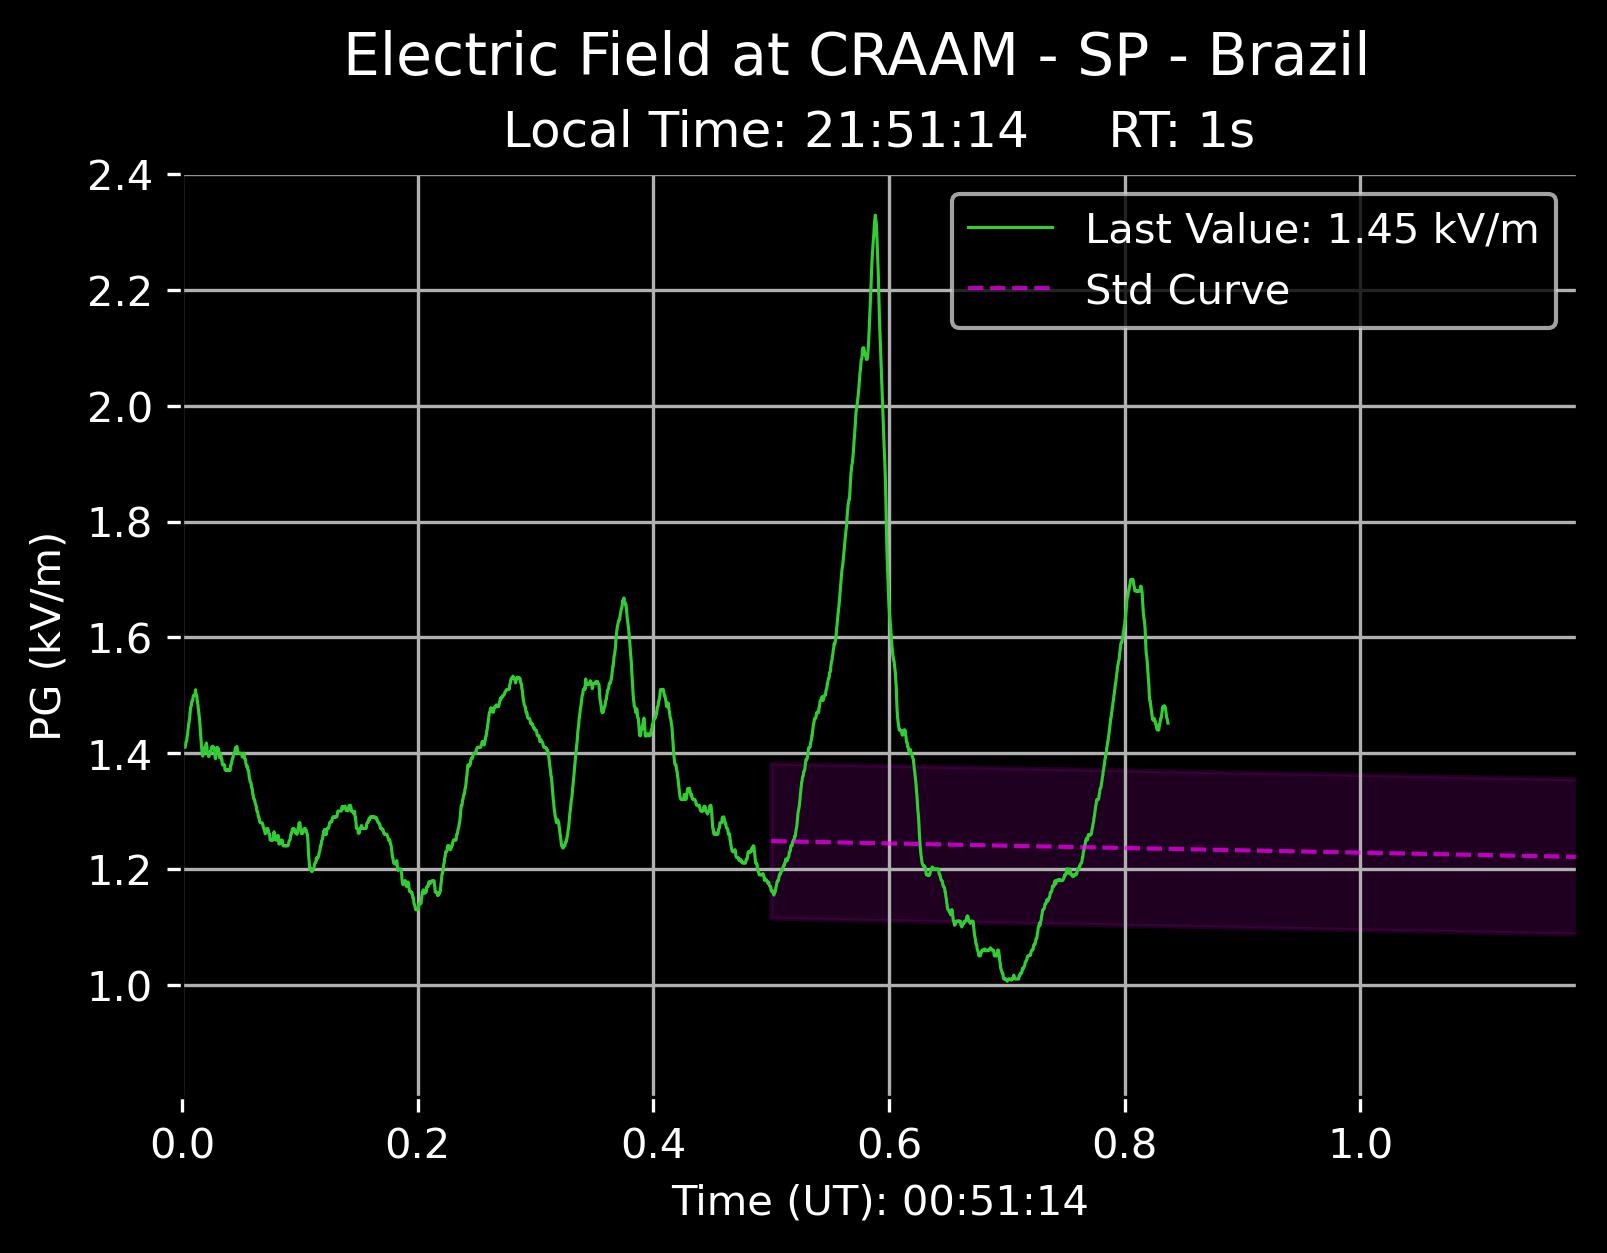 Electric Field at CRAAM - SP - Brazil
Local Time: 21:51:14 RT: 1s
Last Value: 1.45 kV/m
Std Curve
PG (kV/m)
2.4
2.2
2.0
1.8
1.6
1.4
1.2
1.0
0.0 0.2 0.4 0.6 0.8 1.0
Time (UT): 00:51:14